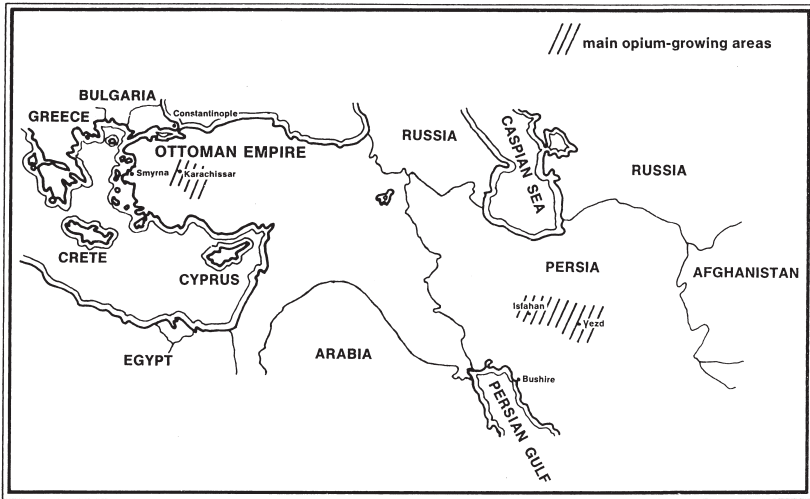 main opium-growing areas
BULGARIA
GREECE
Constantinople
OTTOMAN EMPIRE
Smyrna
Karachissar
RUSSIA
CASPIAN SEA
RUSSIA
CRETE
CYPRUS
PERSIA
AFGHANISTAN
Isfahan
Yezd
EGYPT
ARABIA
Bushire
PERSIAN GULF